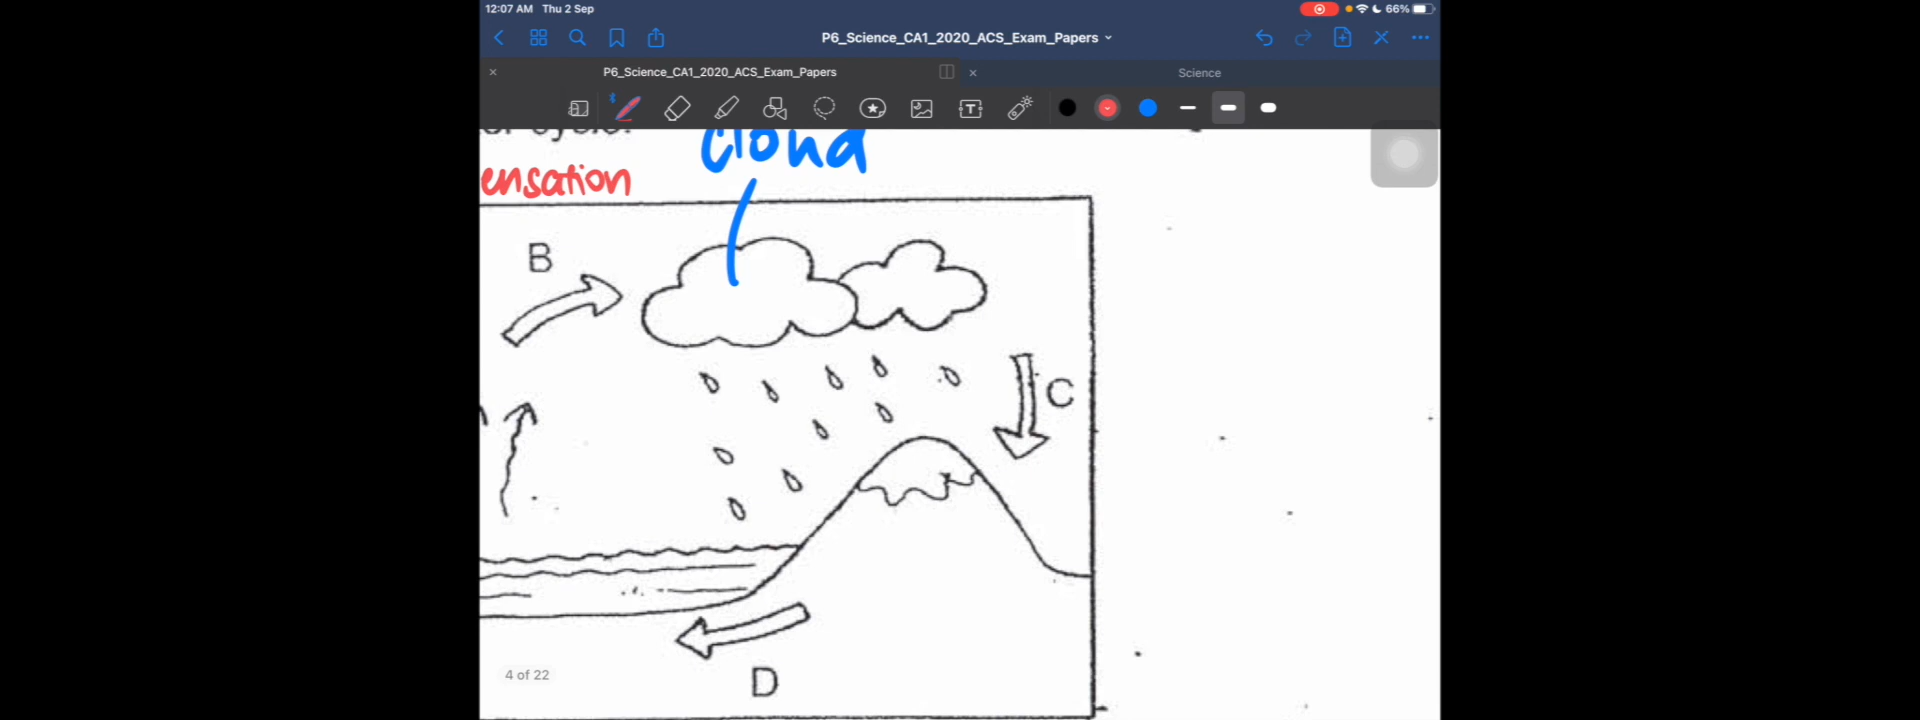 12:07 AM Thu 2 Sep
66%
P6_Science_CA1_2020_ACS_Exam_Papers
P6_Science_CA1_2020_ACS_Exam_Papers
Science
cloud
ensation
B
C
D
4 of 22